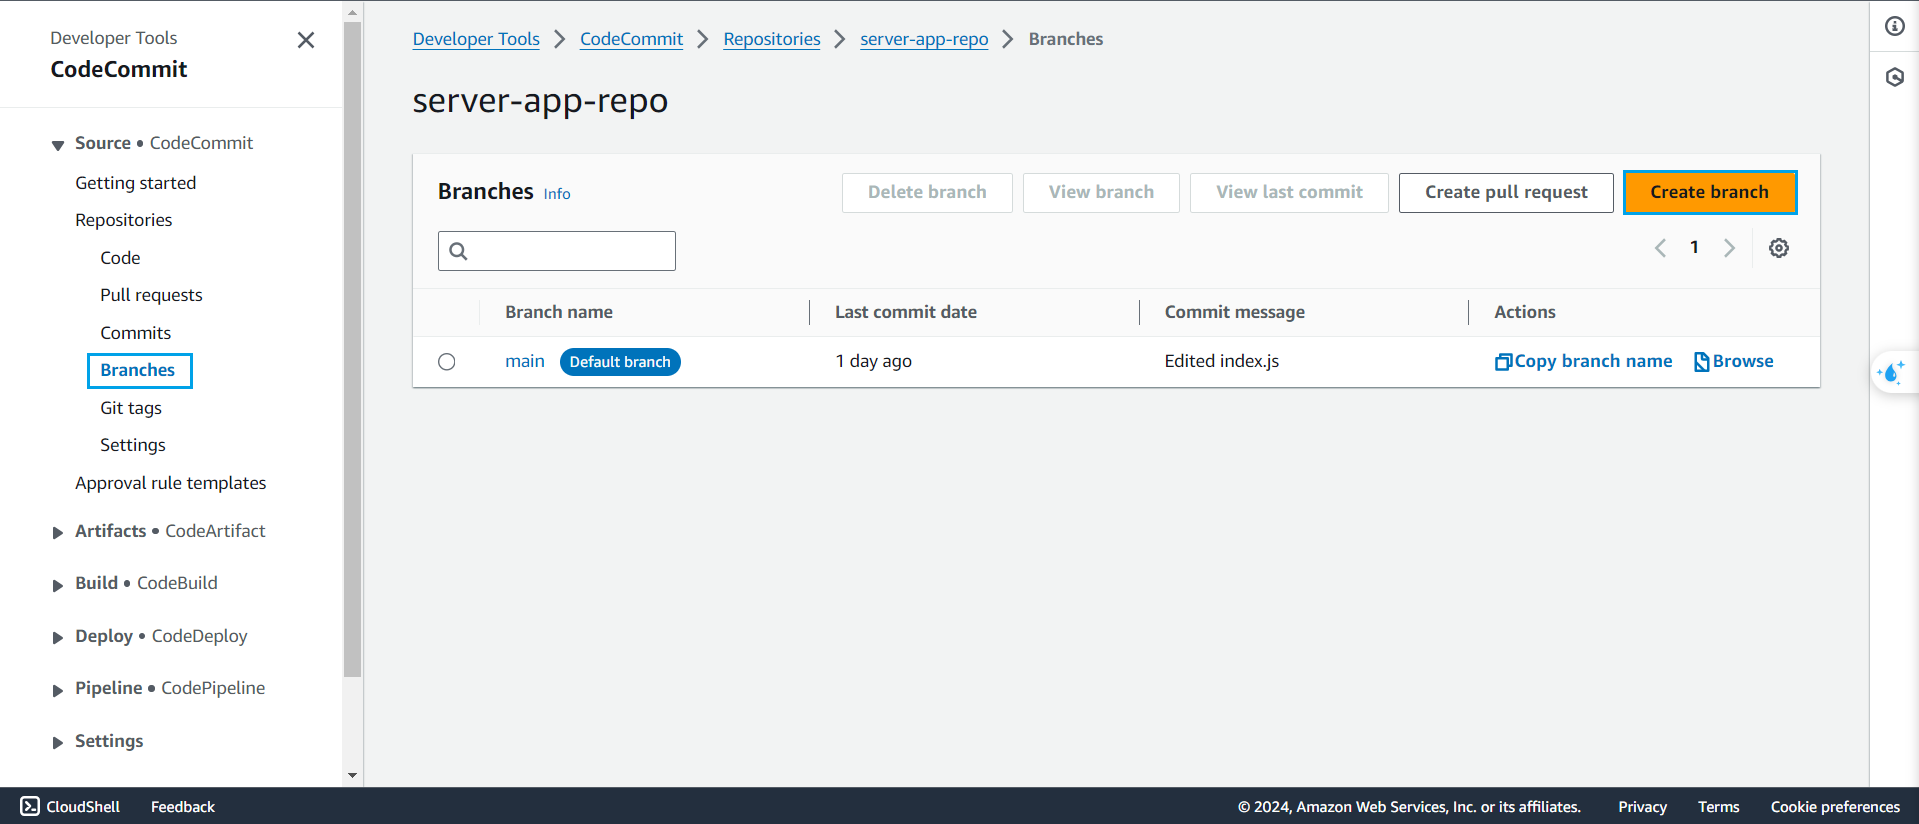 Developer Tools
CodeCommit
Source • CodeCommit
Getting started
Repositories
Code
Pull requests
Commits
Branches
Git tags
Settings
Approval rule templates
Artifacts • CodeArtifact
Build • CodeBuild
Deploy • CodeDeploy
Pipeline • CodePipeline
Settings
Developer Tools > CodeCommit > Repositories > server-app-repo > Branches
server-app-repo
Branches Info
Delete branch View branch View last commit Create pull request Create branch
1
Branch name Last commit date Commit message Actions
main Default branch 1 day ago Edited index.js Copy branch name Browse
CloudShell Feedback © 2024, Amazon Web Services, Inc. or its affiliates. Privacy Terms Cookie preferences